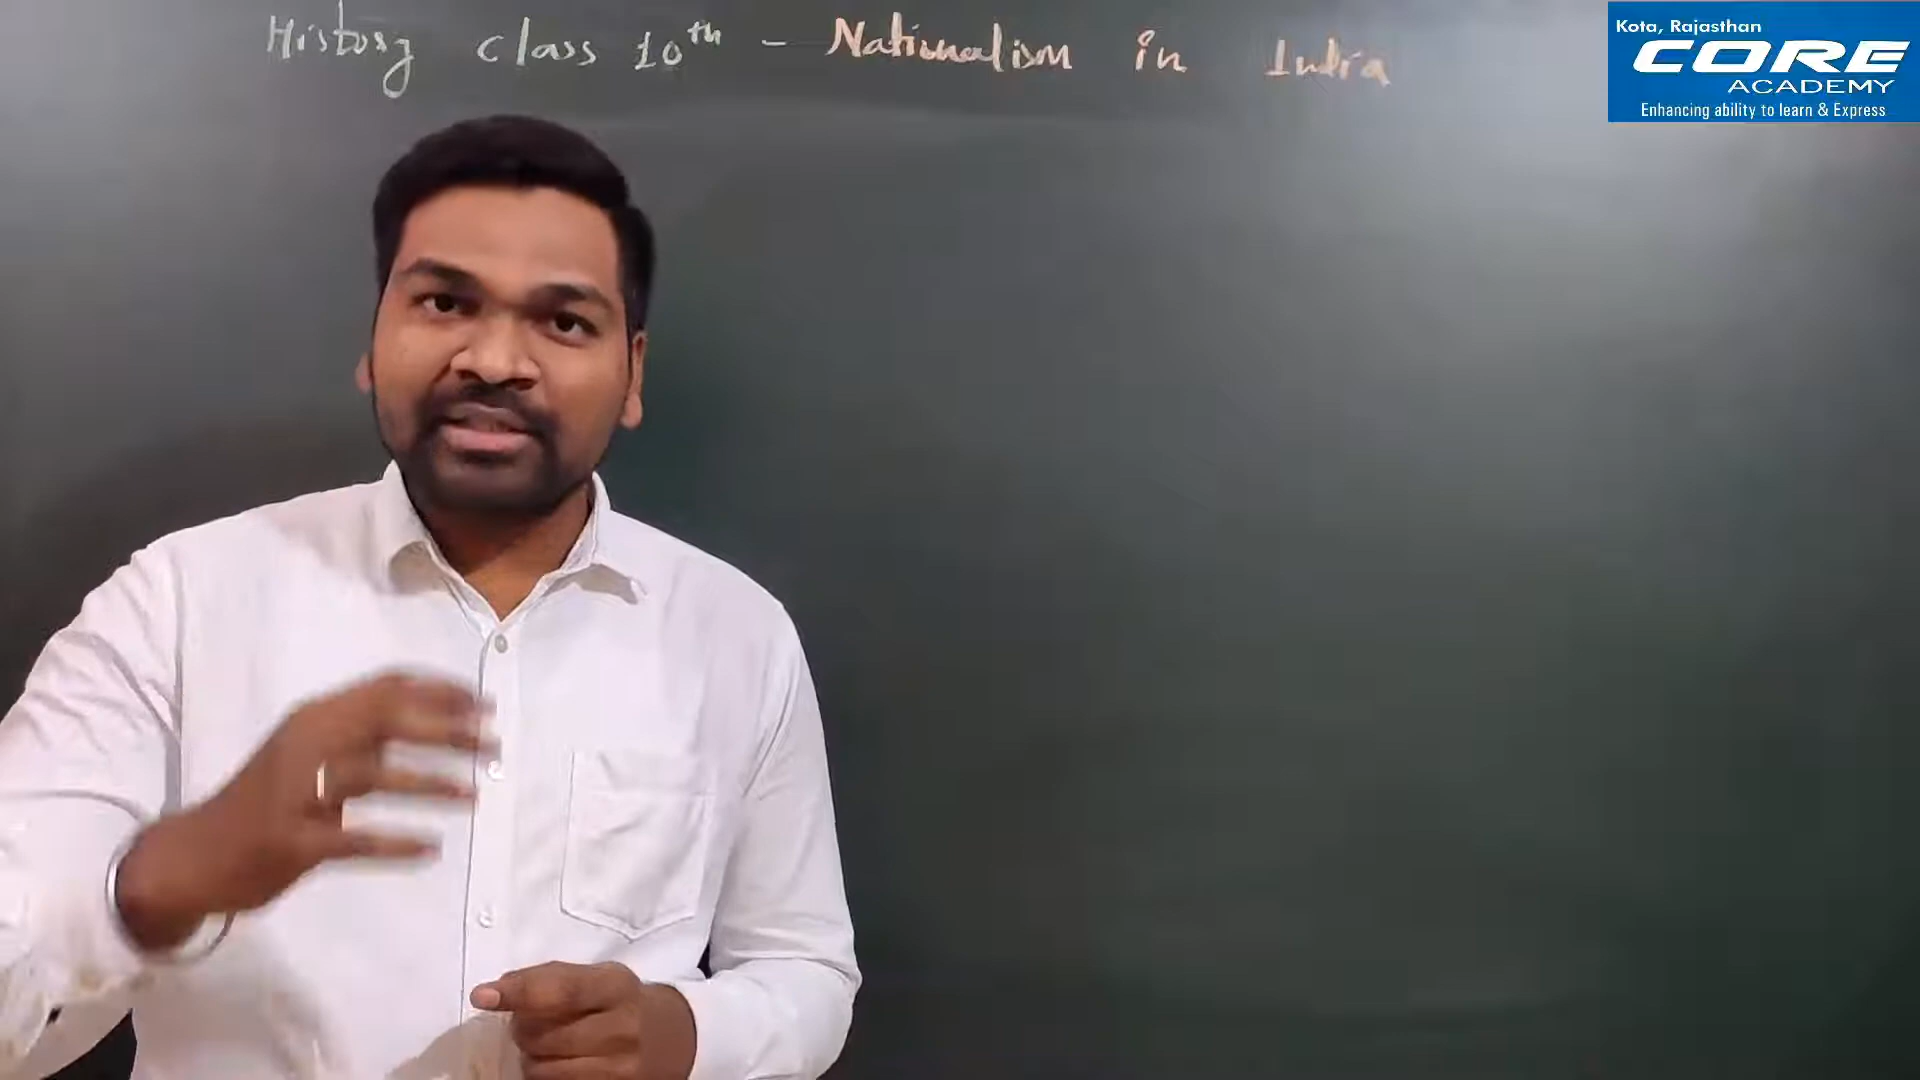 History class 10th - Nationalism in India
Kota, Rajasthan
CORE
ACADEMY
Enhancing ability to learn & Express